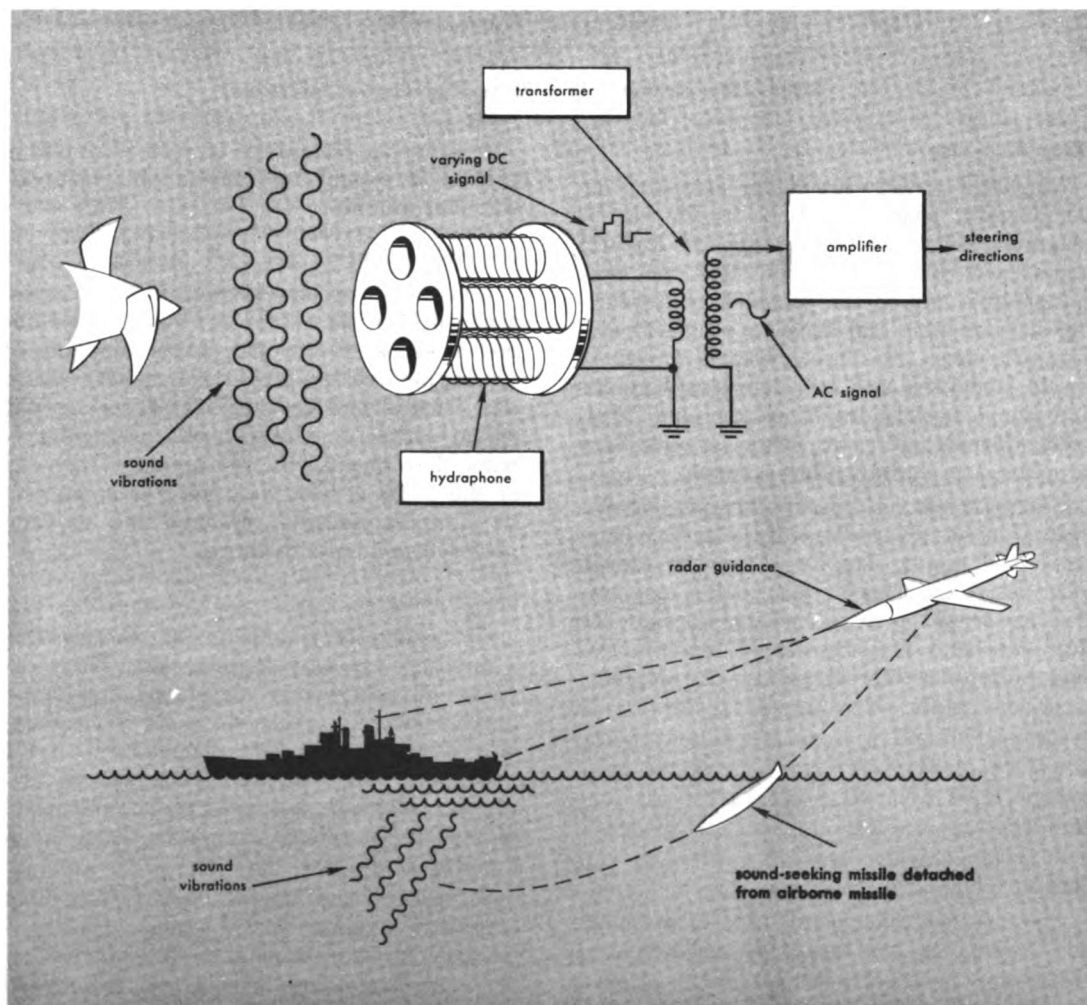 transformer
varying DC
signal
amplifier
steering
directions
AC signal
sound
vibrations
hydraphone
radar guidance
sound
vibrations
sound-seeking missile detached
from airborne missile